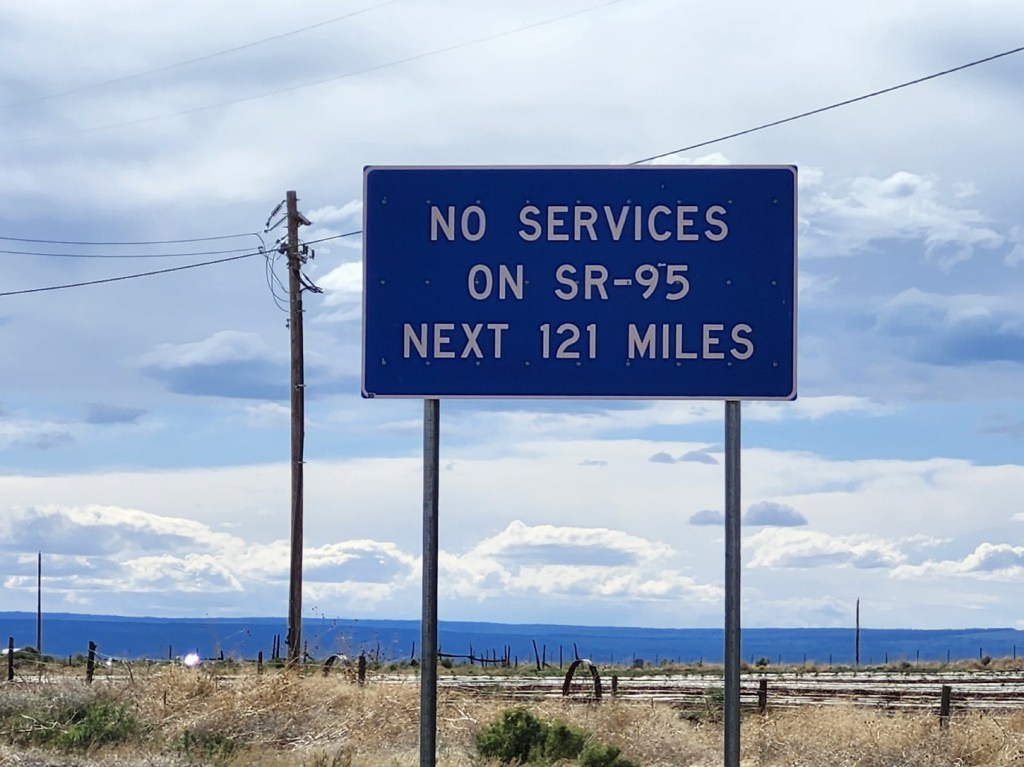 NO SERVICES
ON SR-95
NEXT 121 MILES